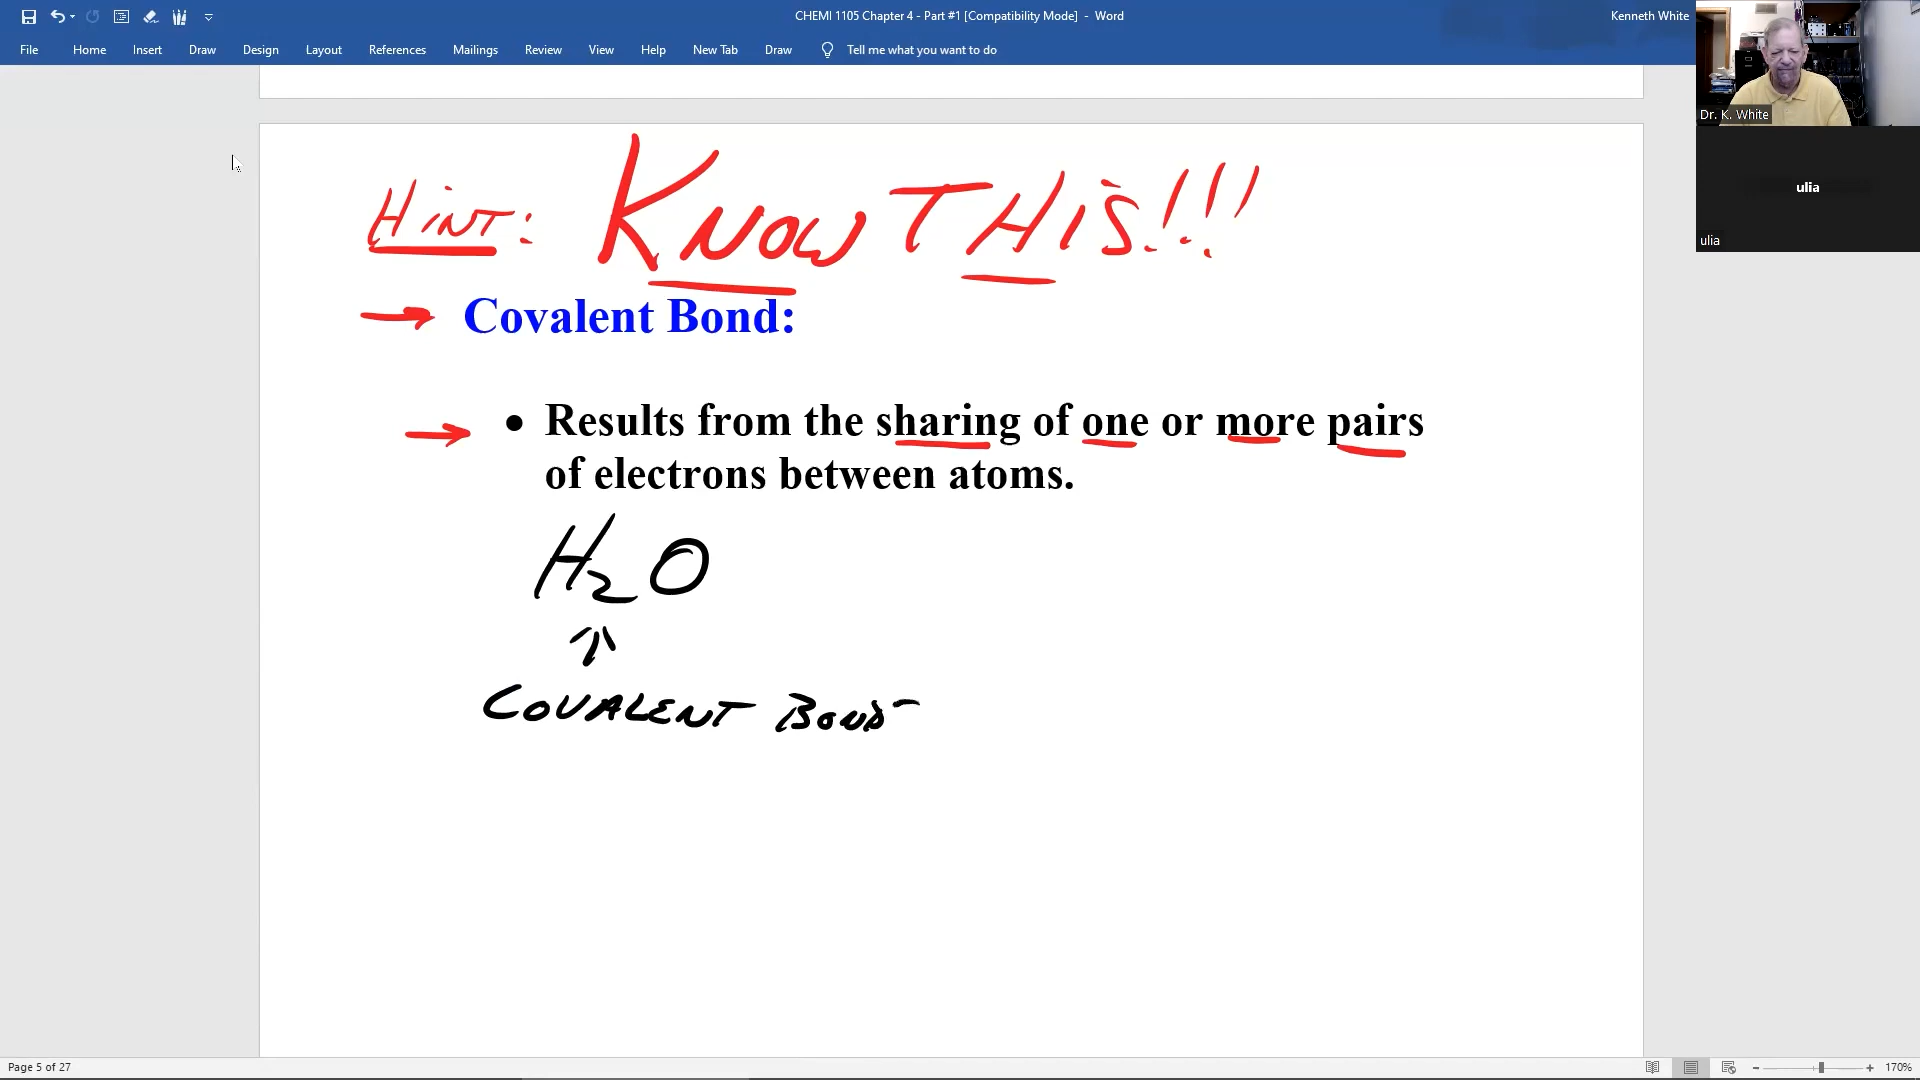 CHEMI 1105 Chapter 4 - Part #1 [Compatibility Mode] - Word
Kenneth White
File Home Insert Draw Design Layout References Mailings Review View Help New Tab Draw Tell me what you want to do
Dr. K. White
ulia
ulia
HiNT: KNOW THiS!!!
Covalent Bond:
• Results from the sharing of one or more pairs
of electrons between atoms.
H₂O
COVALENT BOND
Page 5 of 27
170%